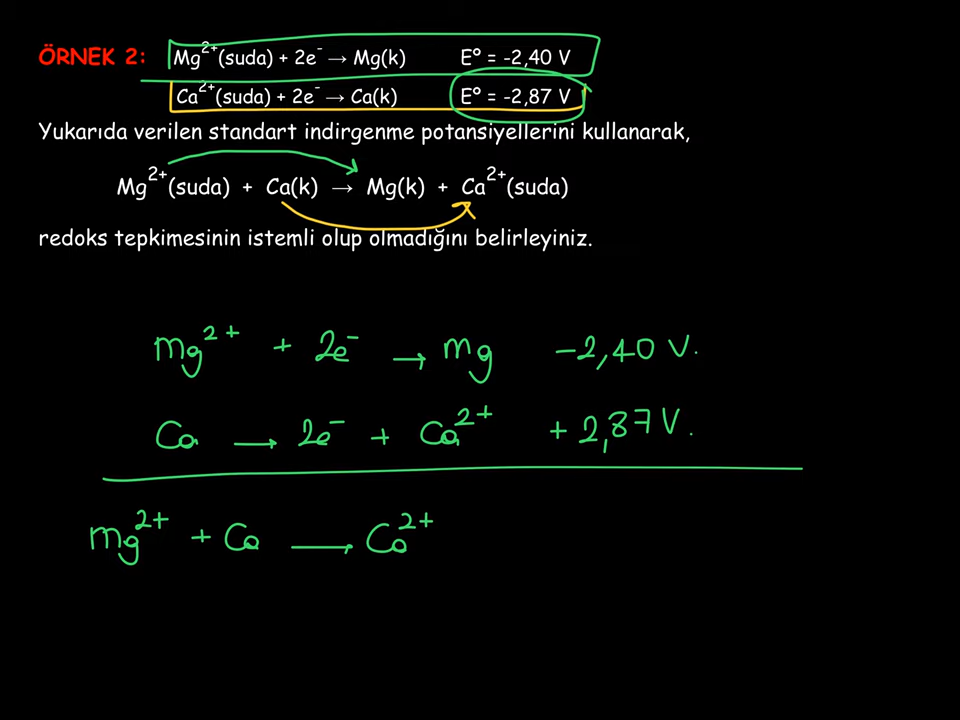 ÖRNEK 2: Mg²⁺(suda) + 2e⁻ → Mg(k) E° = -2,40 V
Ca²⁺(suda) + 2e⁻ → Ca(k) E° = -2,87 V
Yukarıda verilen standart indirgenme potansiyellerini kullanarak,
Mg²⁺(suda) + Ca(k) → Mg(k) + Ca²⁺(suda)
redoks tepkimesinin istemli olup olmadığını belirleyiniz.
Mg²⁺ + 2e⁻ → Mg -2,40 V.
Ca → 2e⁻ + Ca²⁺ + 2,87 V.
Mg²⁺ + Ca → Ca²⁺